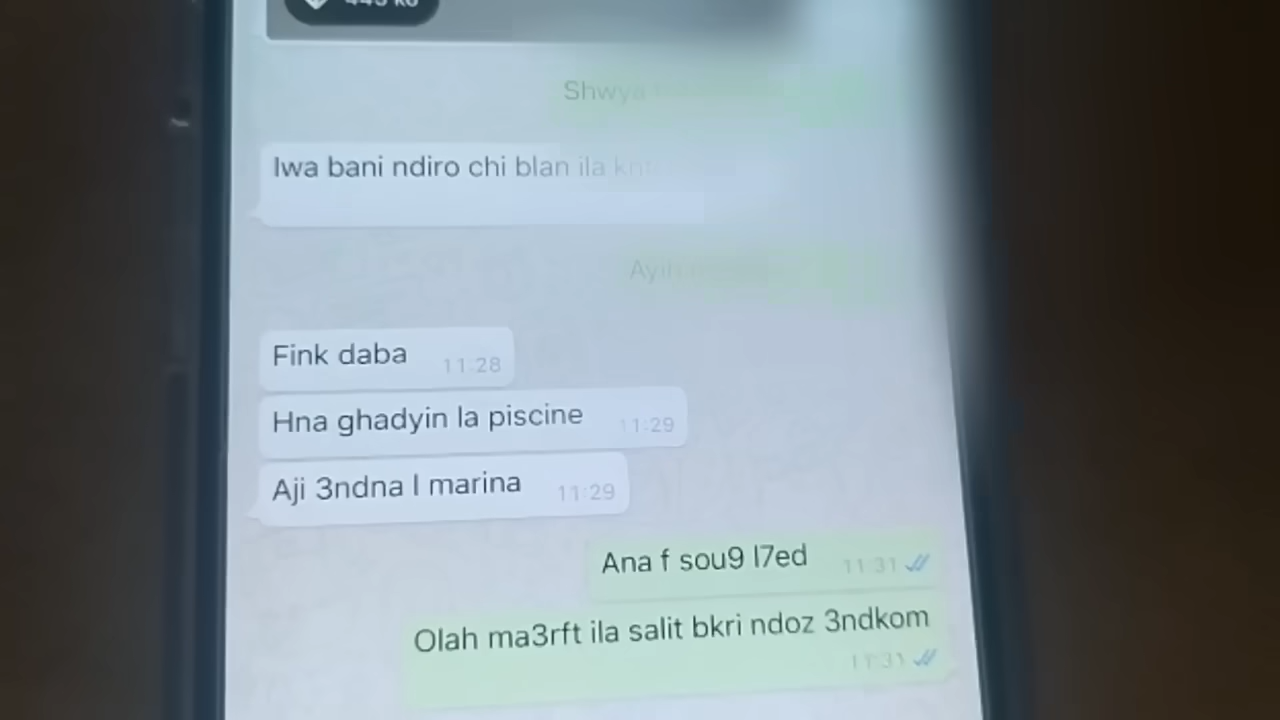 Shwya
Iwa bani ndiro chi blan ila
Fink daba 11:28
Hna ghadyin la piscine 11:29
Aji 3ndna l marina 11:29
Ana f sou9 l7ed 11:31
Olah ma3rft ila salit bkri ndoz 3ndkom
11:31